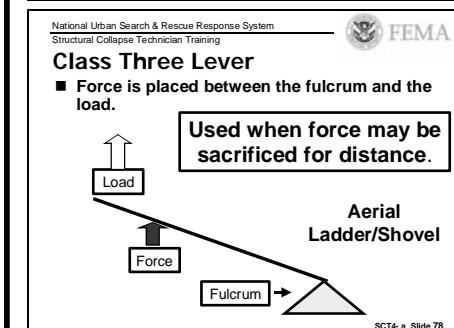 National Urban Search & Rescue Response System
Structural Collapse Technician Training
FEMA
Class Three Lever
■ Force is placed between the fulcrum and the
load.
Used when force may be
sacrificed for distance.
Load
Force
Aerial
Ladder/Shovel
Fulcrum
SCT4- a Slide 78